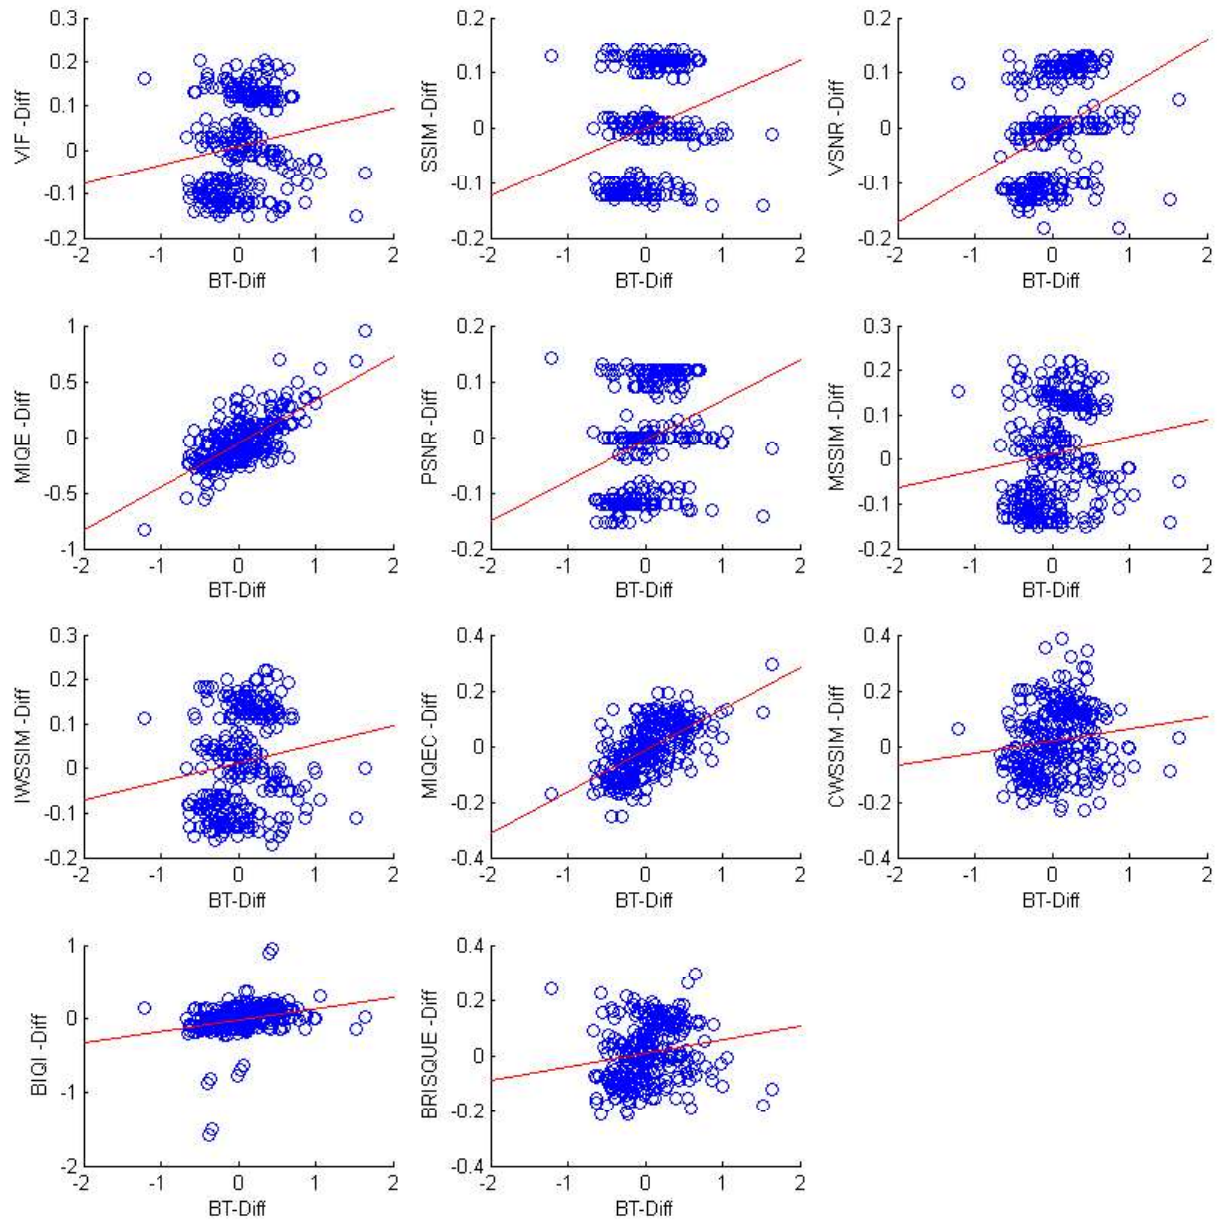 0.3
0.2
0.1
0
-0.1
-0.2
VIF -Diff
-2 -1 0 1 2
BT-Diff
0.2
0.1
0
-0.1
-0.2
SSIM -Diff
-2 -1 0 1 2
BT-Diff
0.2
0.1
0
-0.1
-0.2
VSNR -Diff
-2 -1 0 1 2
BT-Diff
1
0.5
0
-0.5
-1
MIQE -Diff
-2 -1 0 1 2
BT-Diff
0.2
0.1
0
-0.1
-0.2
PSNR -Diff
-2 -1 0 1 2
BT-Diff
0.3
0.2
0.1
0
-0.1
-0.2
MSSIM -Diff
-2 -1 0 1 2
BT-Diff
0.3
0.2
0.1
0
-0.1
-0.2
IWSSIM -Diff
-2 -1 0 1 2
BT-Diff
0.4
0.2
0
-0.2
-0.4
MIQEC -Diff
-2 -1 0 1 2
BT-Diff
0.4
0.2
0
-0.2
-0.4
CWSSIM -Diff
-2 -1 0 1 2
BT-Diff
1
0
-1
-2
BIQI -Diff
-2 -1 0 1 2
BT-Diff
0.4
0.2
0
-0.2
-0.4
BRISQUE -Diff
-2 -1 0 1 2
BT-Diff